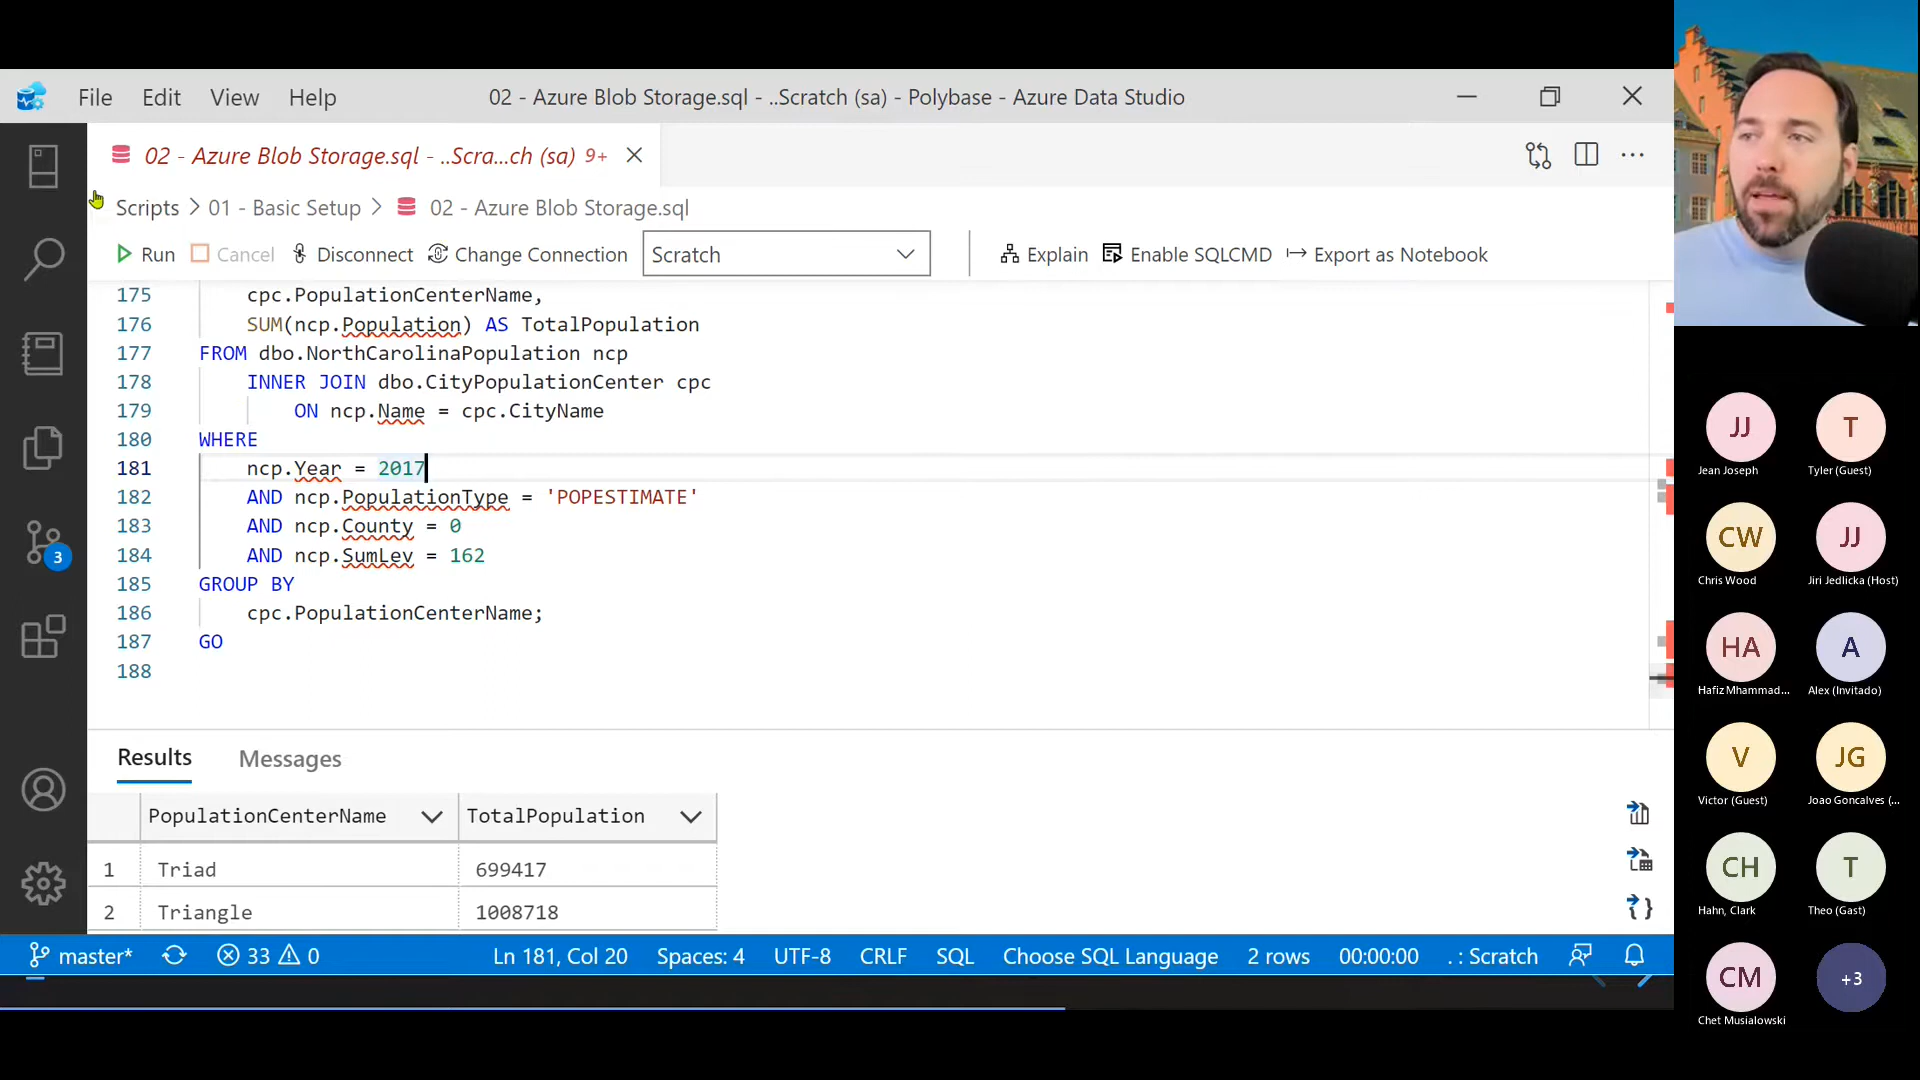 File Edit View Help
02 - Azure Blob Storage.sql - ..Scratch (sa) - Polybase - Azure Data Studio
02 - Azure Blob Storage.sql - ..Scra...ch (sa) 9+
Scripts > 01 - Basic Setup > 02 - Azure Blob Storage.sql
Run Cancel Disconnect Change Connection Scratch Explain Enable SQLCMD Export as Notebook
175 cpc.PopulationCenterName,
176 SUM(ncp.Population) AS TotalPopulation
177 FROM dbo.NorthCarolinaPopulation ncp
178 INNER JOIN dbo.CityPopulationCenter cpc
179 ON ncp.Name = cpc.CityName
180 WHERE
181 ncp.Year = 2017
182 AND ncp.PopulationType = 'POPESTIMATE'
183 AND ncp.County = 0
184 AND ncp.SumLev = 162
185 GROUP BY
186 cpc.PopulationCenterName;
187 GO
188
3
Results Messages
PopulationCenterName TotalPopulation
1 Triad 699417
2 Triangle 1008718
master* 33 0 Ln 181, Col 20 Spaces: 4 UTF-8 CRLF SQL Choose SQL Language 2 rows 00:00:00 . : Scratch
JJ T
Jean Joseph Tyler (Guest)
CW JJ
Chris Wood Jiri Jedlicka (Host)
HA A
Hafiz Mhammad... Alex (Invitado)
V JG
Victor (Guest) Joao Goncalves (...
CH T
Hahn, Clark Theo (Gast)
CM +3
Chet Musialowski